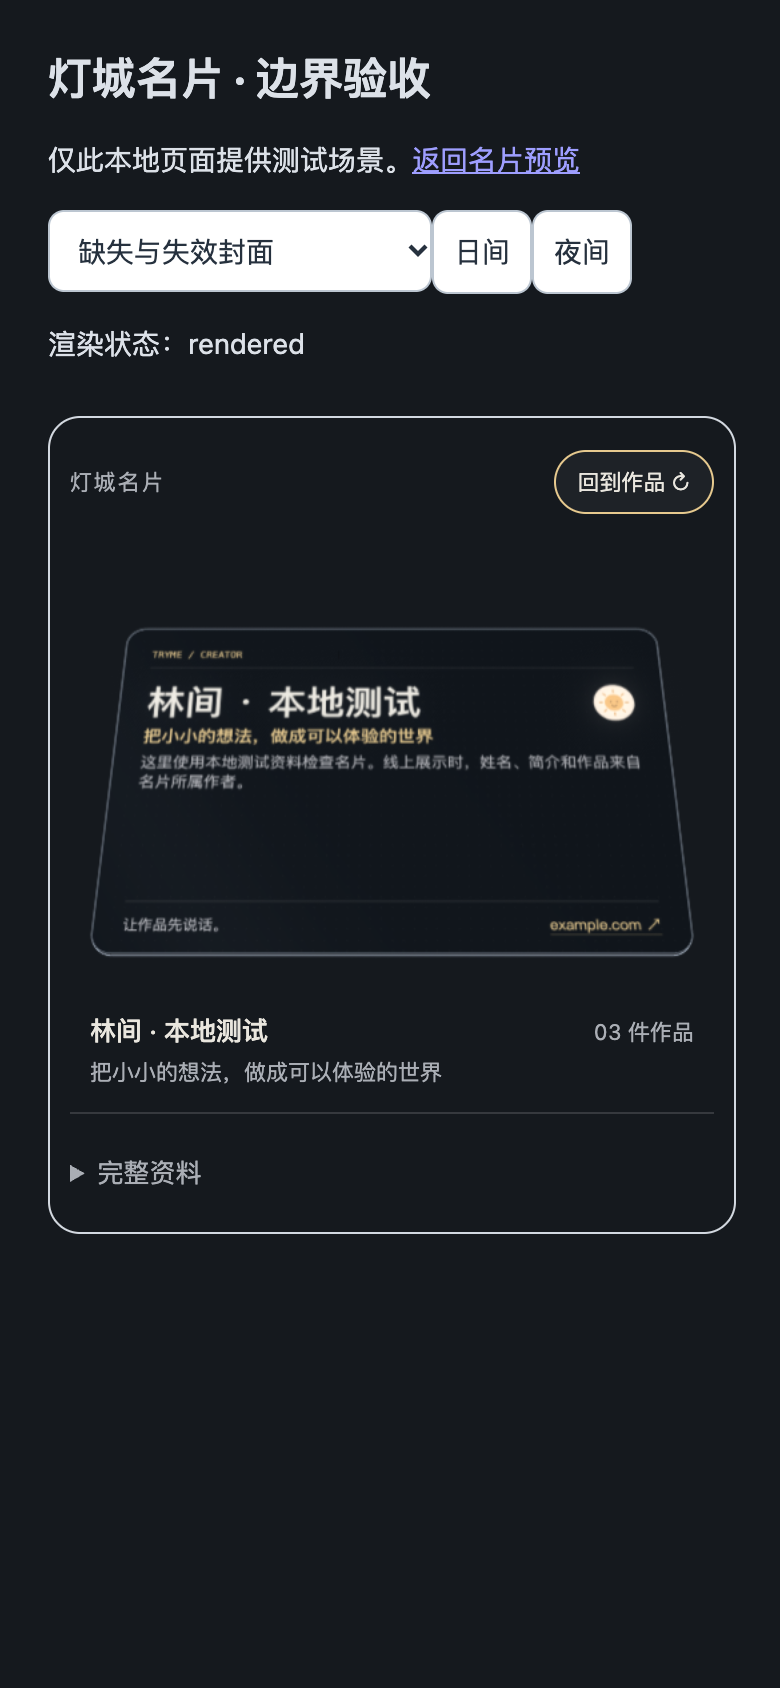 灯城名片 · 边界验收
仅此本地页面提供测试场景。返回名片预览
缺失与失效封面
日间
夜间
渲染状态：rendered
灯城名片
回到作品 ↻
7RYME / CREATOR
林间 · 本地测试
把小小的想法，做成可以体验的世界
这里使用本地测试资料检查名片。线上展示时，姓名、简介和作品来自
名片所属作者。
让作品先说话。
example.com ↗
林间 · 本地测试
03 件作品
把小小的想法，做成可以体验的世界
▶ 完整资料